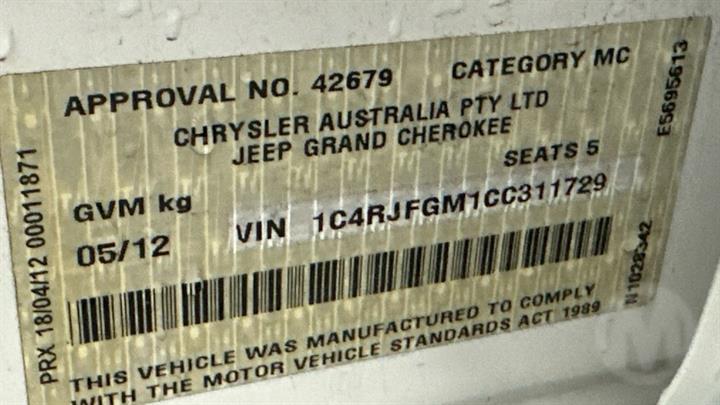 APPROVAL NO. 42679 CATEGORY MC
CHRYSLER AUSTRALIA PTY LTD
JEEP GRAND CHEROKEE
SEATS 5
GVM kg
05/12 VIN 1C4RJFGM1CC311729
THIS VEHICLE WAS MANUFACTURED TO COMPLY
WITH THE MOTOR VEHICLE STANDARDS ACT 1989
PRX 18/04/12 00011871
E5695613
M